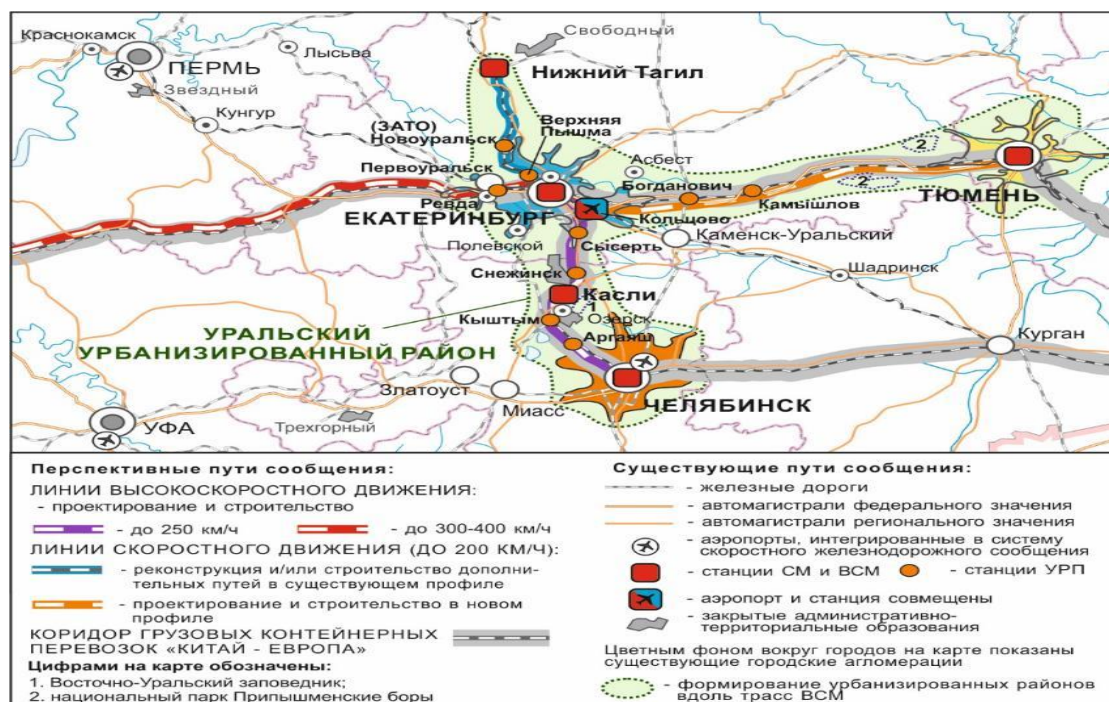 Краснокамск
ПЕРМЬ
Звездный
Лысьва
Кунгур
Свободный
Нижний Тагил
(ЗАТО)
Новоуральск
Верхняя
Пышма
Первоуральск
Ревда
ЕКАТЕРИНБУРГ
Асбест
Богданович
Камышлов
2
2
ТЮМЕНЬ
Кольцово
Каменск-Уральский
Полевской
Сысерть
Снежинск
Шадринск
Касли
1
Озерск
Кыштым
Аргаяш
УРАЛЬСКИЙ
УРБАНИЗИРОВАННЫЙ РАЙОН
Курган
Златоуст
Миасс
ЧЕЛЯБИНСК
УФА
Трехгорный
Перспективные пути сообщения:
ЛИНИИ ВЫСОКОСКОРОСТНОГО ДВИЖЕНИЯ:
- проектирование и строительство
- до 250 км/ч
- до 300-400 км/ч
ЛИНИИ СКОРОСТНОГО ДВИЖЕНИЯ (ДО 200 КМ/Ч):
- реконструкция и/или строительство дополни-
тельных путей в существующем профиле
- проектирование и строительство в новом
профиле
КОРИДОР ГРУЗОВЫХ КОНТЕЙНЕРНЫХ
ПЕРЕВОЗОК «КИТАЙ - ЕВРОПА»
Цифрами на карте обозначены:
1. Восточно-Уральский заповедник;
2. национальный парк Припышменские боры
Существующие пути сообщения:
- железные дороги
- автомагистрали федерального значения
- автомагистрали регионального значения
- аэропорты, интегрированные в систему
скоростного железнодорожного сообщения
- станции СМ и ВСМ
- станции УРП
- аэропорт и станция совмещены
- закрытые административно-
территориальные образования
Цветным фоном вокруг городов на карте показаны
существующие городские агломерации
- формирование урбанизированных районов
вдоль трасс ВСМ